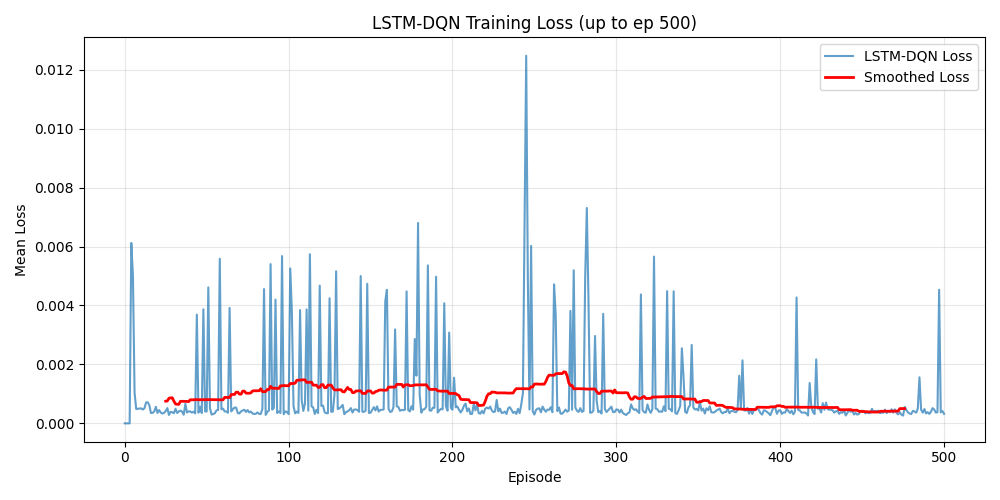 LSTM-DQN Training Loss (up to ep 500)
LSTM-DQN Loss
Smoothed Loss
Mean Loss
0.012
0.010
0.008
0.006
0.004
0.002
0.000
0
100
200
300
400
500
Episode